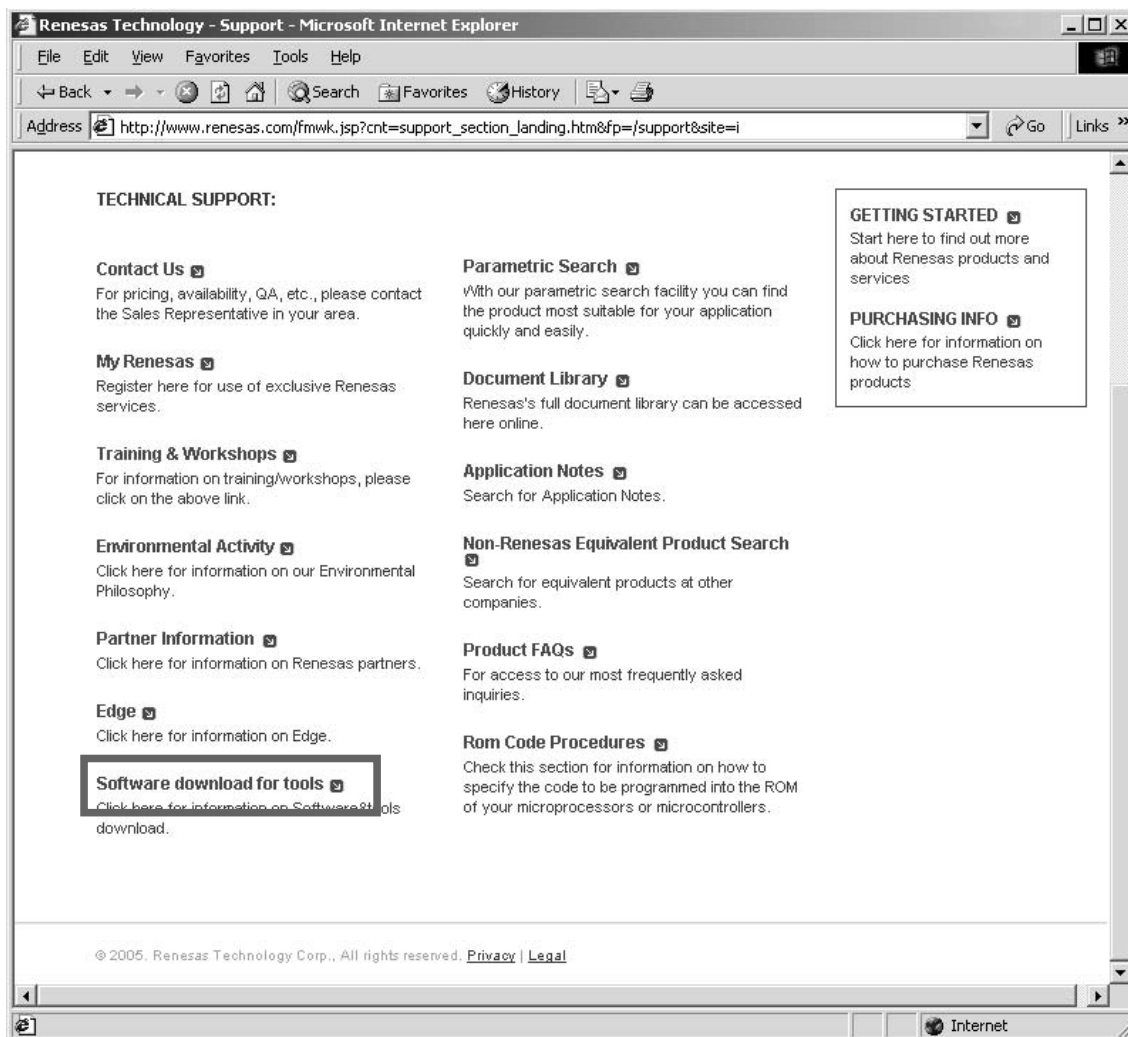 Renesas Technology - Support - Microsoft Internet Explorer
File Edit View Favorites Tools Help
Back Search Favorites History
Address http://www.renesas.com/fmwk.jsp?cnt=support_section_landing.htm&fp=/support&site=i Go Links »
TECHNICAL SUPPORT:
Contact Us
For pricing, availability, QA, etc., please contact
the Sales Representative in your area.
My Renesas
Register here for use of exclusive Renesas
services.
Training & Workshops
For information on training/workshops, please
click on the above link.
Environmental Activity
Click here for information on our Environmental
Philosophy.
Partner Information
Click here for information on Renesas partners.
Edge
Click here for information on Edge.
Software download for tools
Click here for information on Software&tools
download.
Parametric Search
With our parametric search facility you can find
the product most suitable for your application
quickly and easily.
Document Library
Renesas's full document library can be accessed
here online.
Application Notes
Search for Application Notes.
Non-Renesas Equivalent Product Search
Search for equivalent products at other
companies.
Product FAQs
For access to our most frequently asked
inquiries.
Rom Code Procedures
Check this section for information on how to
specify the code to be programmed into the ROM
of your microprocessors or microcontrollers.
GETTING STARTED
Start here to find out more
about Renesas products and
services
PURCHASING INFO
Click here for information on
how to purchase Renesas
products
© 2005. Renesas Technology Corp., All rights reserved. Privacy | Legal
Internet